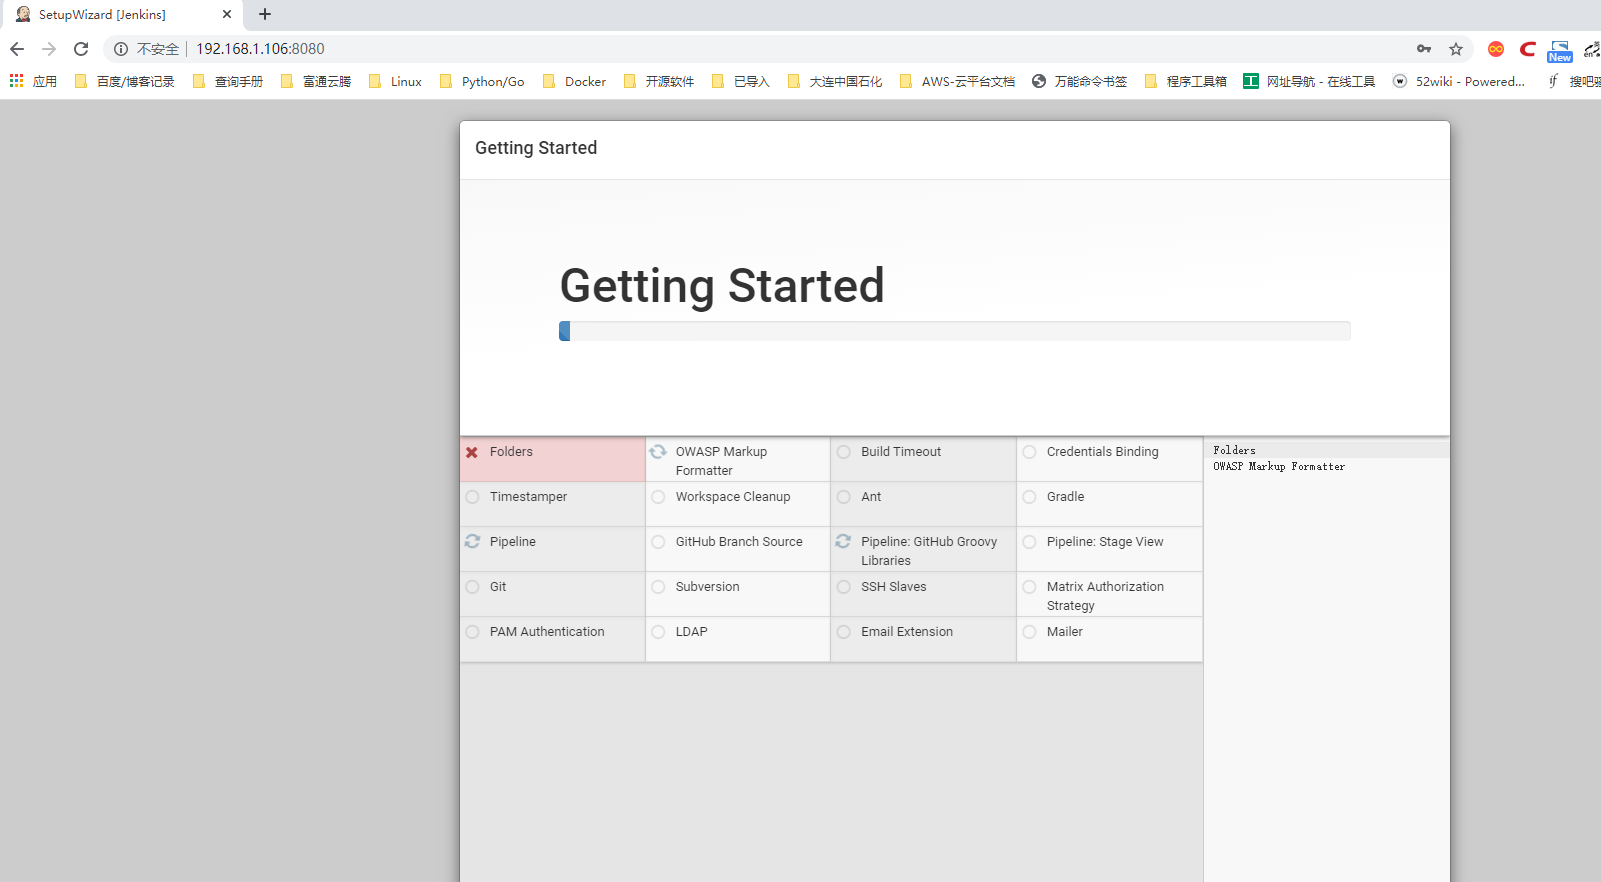 SetupWizard [Jenkins]
不安全 192.168.1.106:8080
New
en
应用 百度/博客记录 查询手册 富通云腾 Linux Python/Go Docker 开源软件 已导入 大连中国石化 AWS-云平台文档 万能命令书签 程序工具箱 工 网址导航 - 在线工具 W 52wiki - Powered... if 搜吧
Getting Started
Getting Started
Folders
OWASP Markup
Formatter
Build Timeout
Credentials Binding
Timestamper
Workspace Cleanup
Ant
Gradle
Pipeline
GitHub Branch Source
Pipeline: GitHub Groovy
Libraries
Pipeline: Stage View
Git
Subversion
SSH Slaves
Matrix Authorization
Strategy
PAM Authentication
LDAP
Email Extension
Mailer
Folders
OWASP Markup Formatter